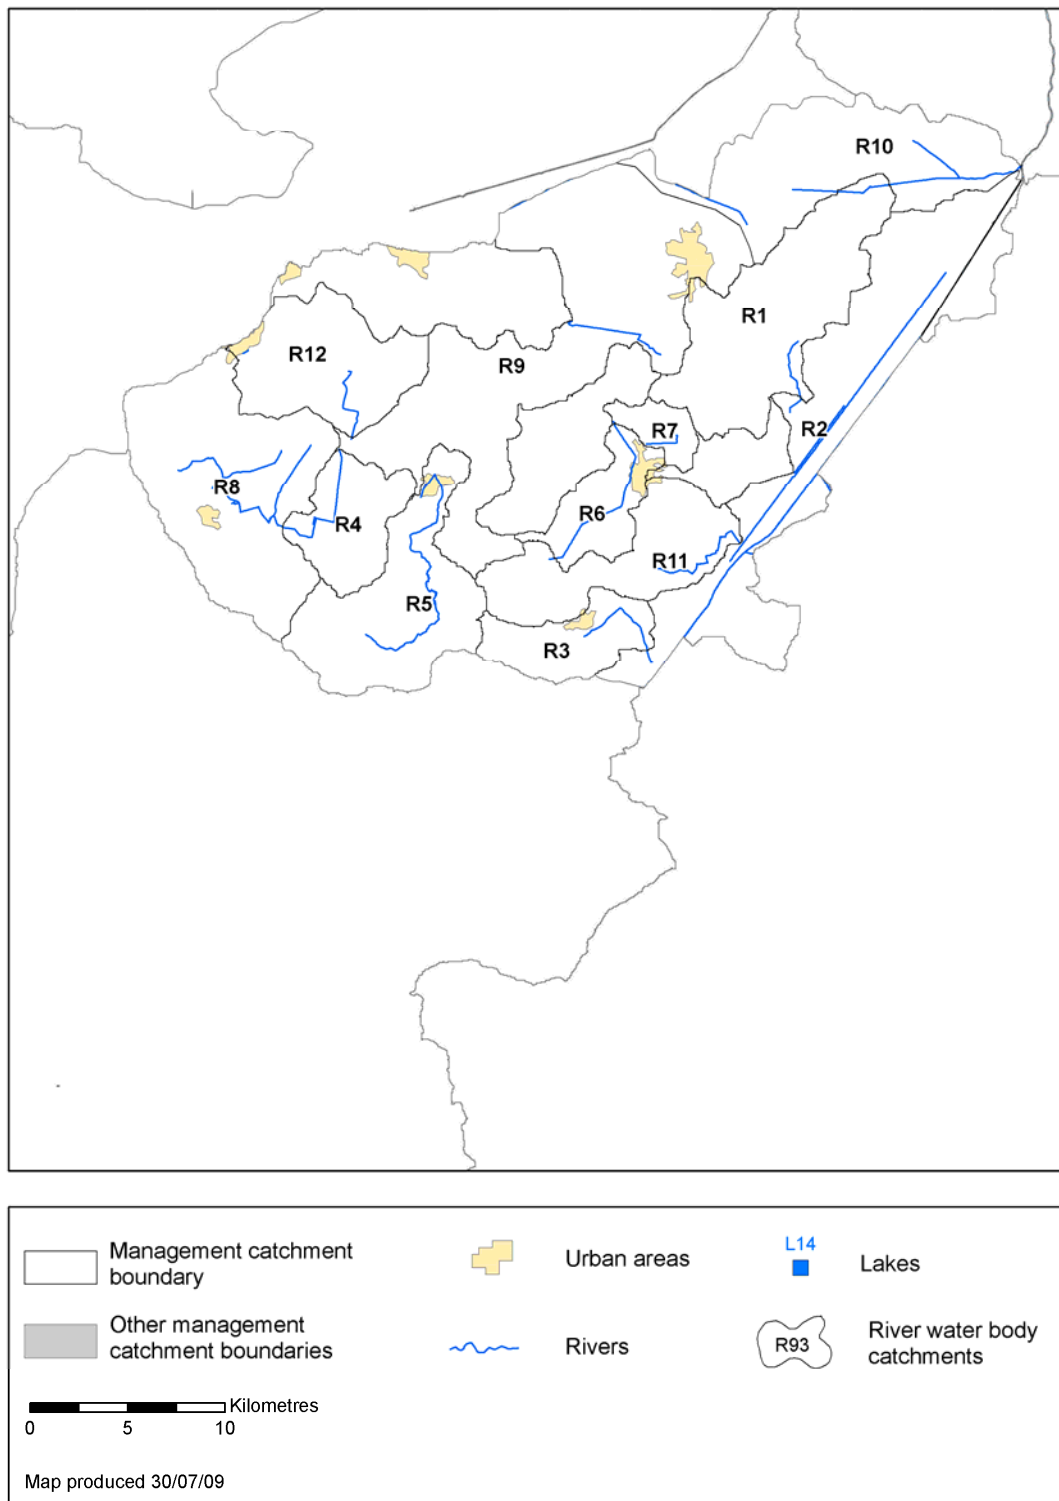 R10
R1
R12
R9
R2
R7
R8
R6
R4
R11
R5
R3
Management catchment
boundary
Urban areas
L14
Lakes
Other management
catchment boundaries
Rivers
R93
River water body
catchments
Kilometres
0 5 10
Map produced 30/07/09